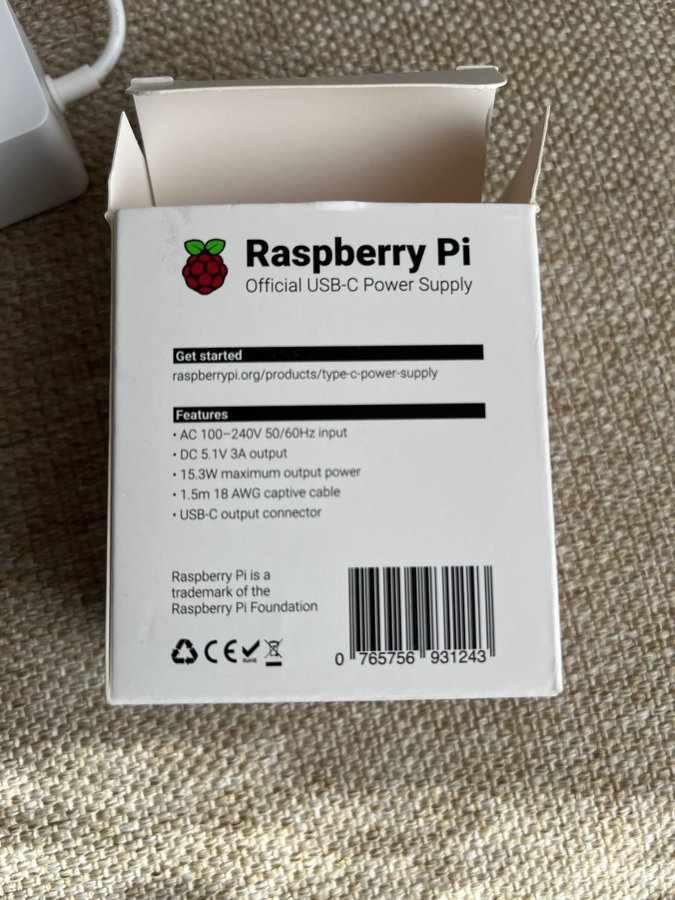 Raspberry Pi
Official USB-C Power Supply
Get started
raspberrypi.org/products/type-c-power-supply
Features
• AC 100–240V 50/60Hz input
• DC 5.1V 3A output
• 15.3W maximum output power
• 1.5m 18 AWG captive cable
• USB-C output connector
Raspberry Pi is a
trademark of the
Raspberry Pi Foundation
CE RoHS
0 765756 931243